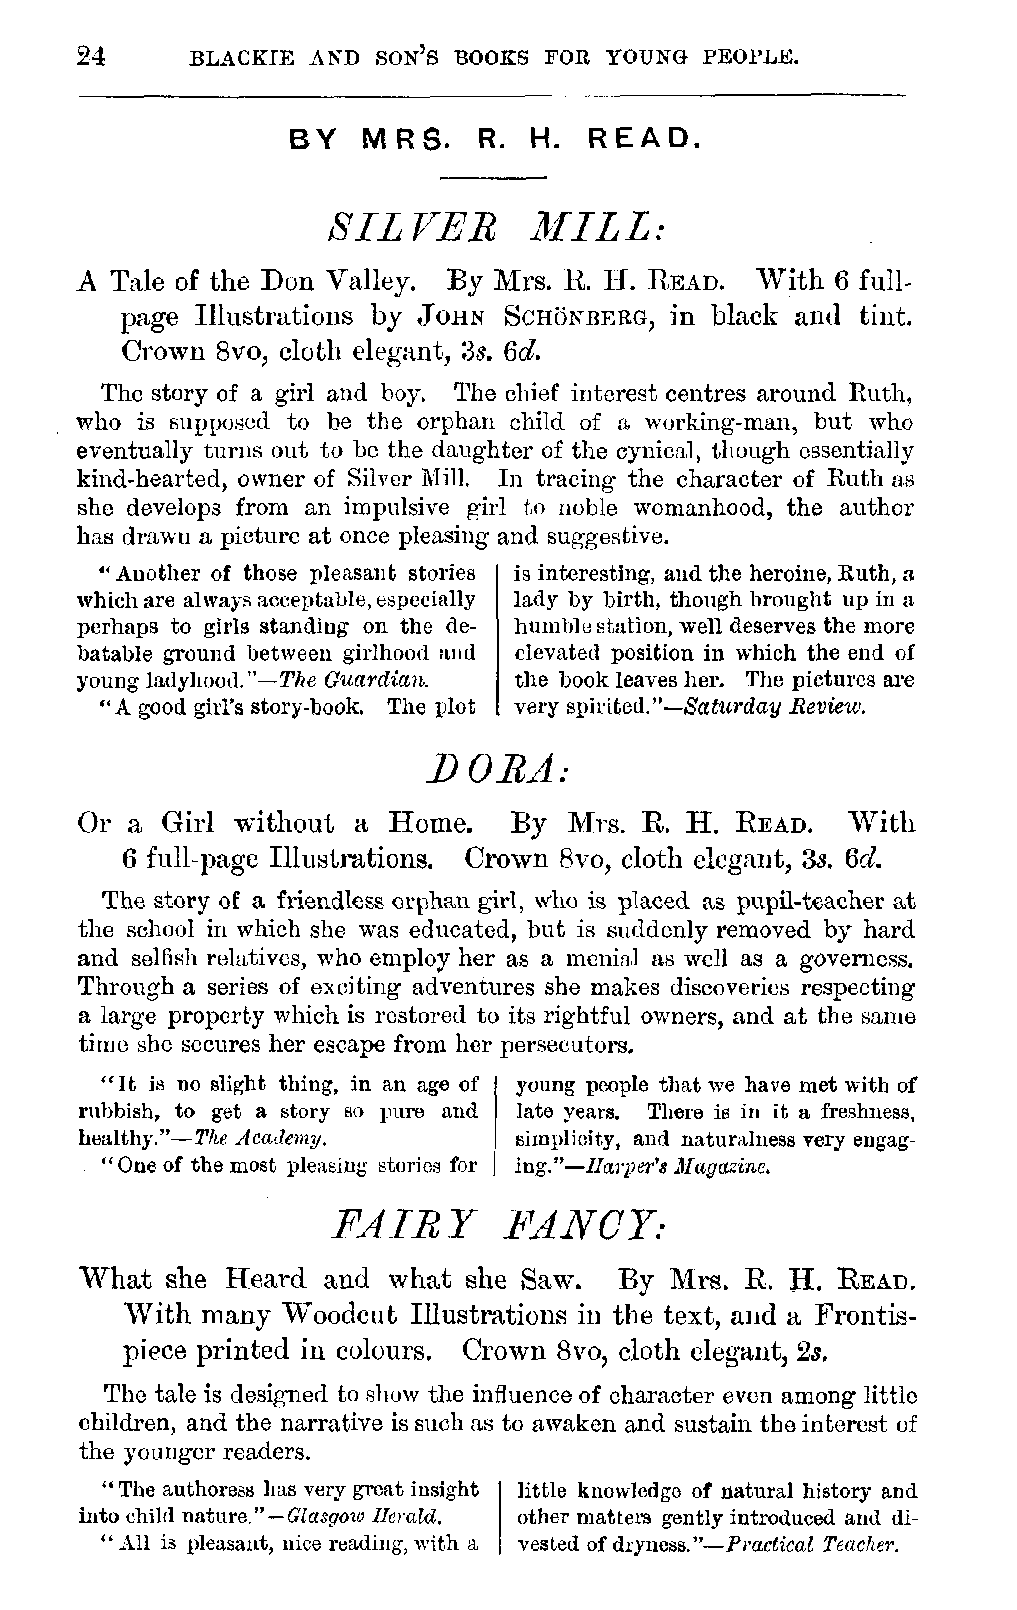 24 BLACKIE AND SON'S BOOKS FOR YOUNG PEOPLE.
BY MRS. R. H. READ.
SILVER MILL:
A Tale of the Don Valley. By Mrs. R. H. READ. With 6 full-
page Illustrations by JOHN SCHÖNBERG, in black and tint.
Crown 8vo, cloth elegant, 3s. 6d.
The story of a girl and boy. The chief interest centres around Ruth,
who is supposed to be the orphan child of a working-man, but who
eventually turns out to be the daughter of the cynical, though essentially
kind-hearted, owner of Silver Mill. In tracing the character of Ruth as
she develops from an impulsive girl to noble womanhood, the author
has drawn a picture at once pleasing and suggestive.
"Another of those pleasant stories
which are always acceptable, especially
perhaps to girls standing on the de-
batable ground between girlhood and
young ladyhood."—The Guardian.
"A good girl's story-book. The plot
is interesting, and the heroine, Ruth, a
lady by birth, though brought up in a
humble station, well deserves the more
elevated position in which the end of
the book leaves her. The pictures are
very spirited."—Saturday Review.
DORA:
Or a Girl without a Home. By Mrs. R. H. READ. With
6 full-page Illustrations. Crown 8vo, cloth elegant, 3s. 6d.
The story of a friendless orphan girl, who is placed as pupil-teacher at
the school in which she was educated, but is suddenly removed by hard
and selfish relatives, who employ her as a menial as well as a governess.
Through a series of exciting adventures she makes discoveries respecting
a large property which is restored to its rightful owners, and at the same
time she secures her escape from her persecutors.
"It is no slight thing, in an age of
rubbish, to get a story so pure and
healthy."—The Academy.
"One of the most pleasing stories for
young people that we have met with of
late years. There is in it a freshness,
simplicity, and naturalness very engag-
ing."—Harper's Magazine.
FAIRY FANCY:
What she Heard and what she Saw. By Mrs. R. H. READ.
With many Woodcut Illustrations in the text, and a Frontis-
piece printed in colours. Crown 8vo, cloth elegant, 2s.
The tale is designed to show the influence of character even among little
children, and the narrative is such as to awaken and sustain the interest of
the younger readers.
"The authoress has very great insight
into child nature."—Glasgow Herald.
"All is pleasant, nice reading, with a
little knowledge of natural history and
other matters gently introduced and di-
vested of dryness."—Practical Teacher.